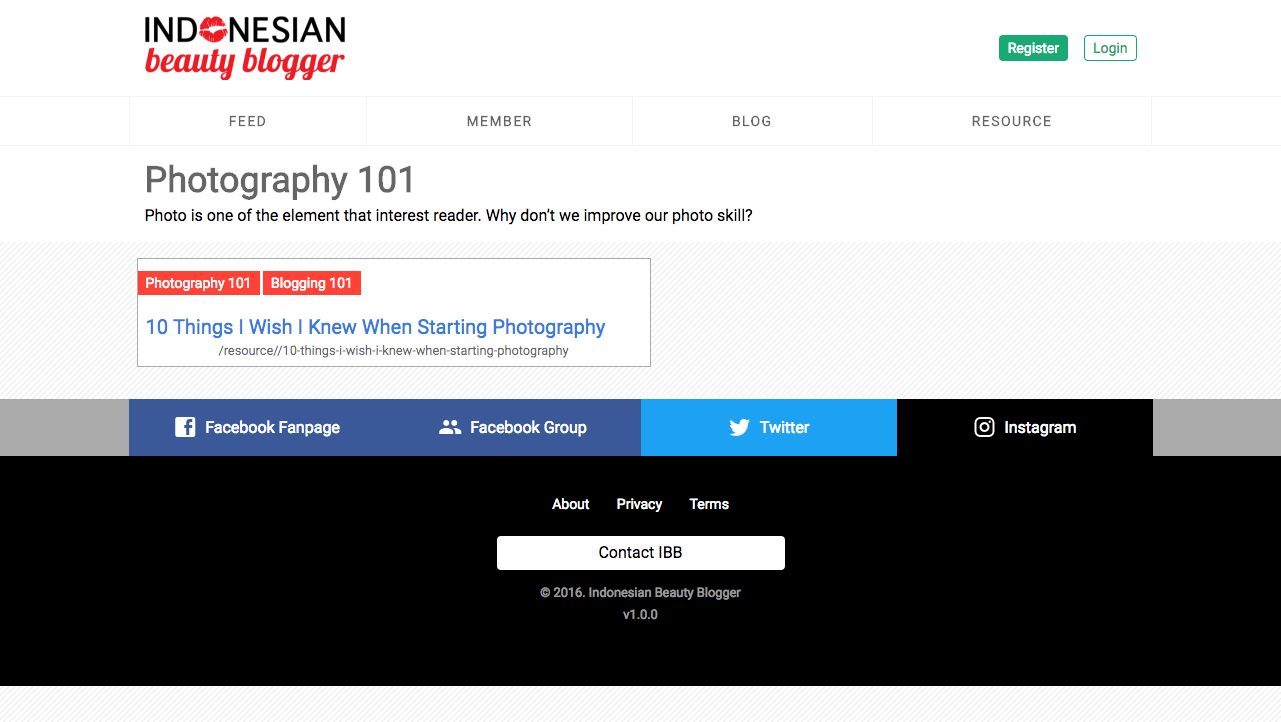 INDONESIAN
beauty blogger
Register
Login
FEED
MEMBER
BLOG
RESOURCE
Photography 101
Photo is one of the element that interest reader. Why don’t we improve our photo skill?
Photography 101
Blogging 101
10 Things I Wish I Knew When Starting Photography
/resource//10-things-i-wish-i-knew-when-starting-photography
Facebook Fanpage
Facebook Group
Twitter
Instagram
About
Privacy
Terms
Contact IBB
© 2016. Indonesian Beauty Blogger
v1.0.0